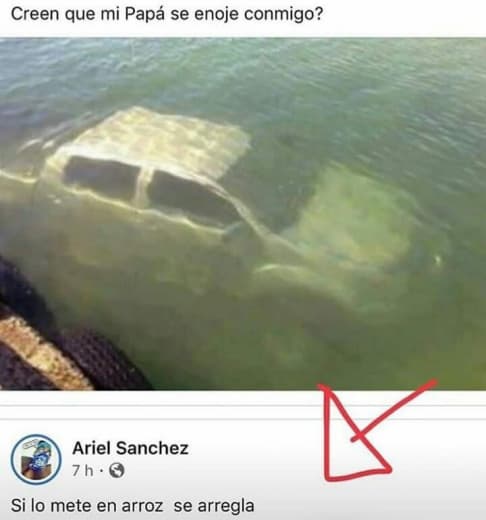 Creen que mi Papá se enoje conmigo?
Ariel Sanchez
7 h ·
Si lo mete en arroz se arregla